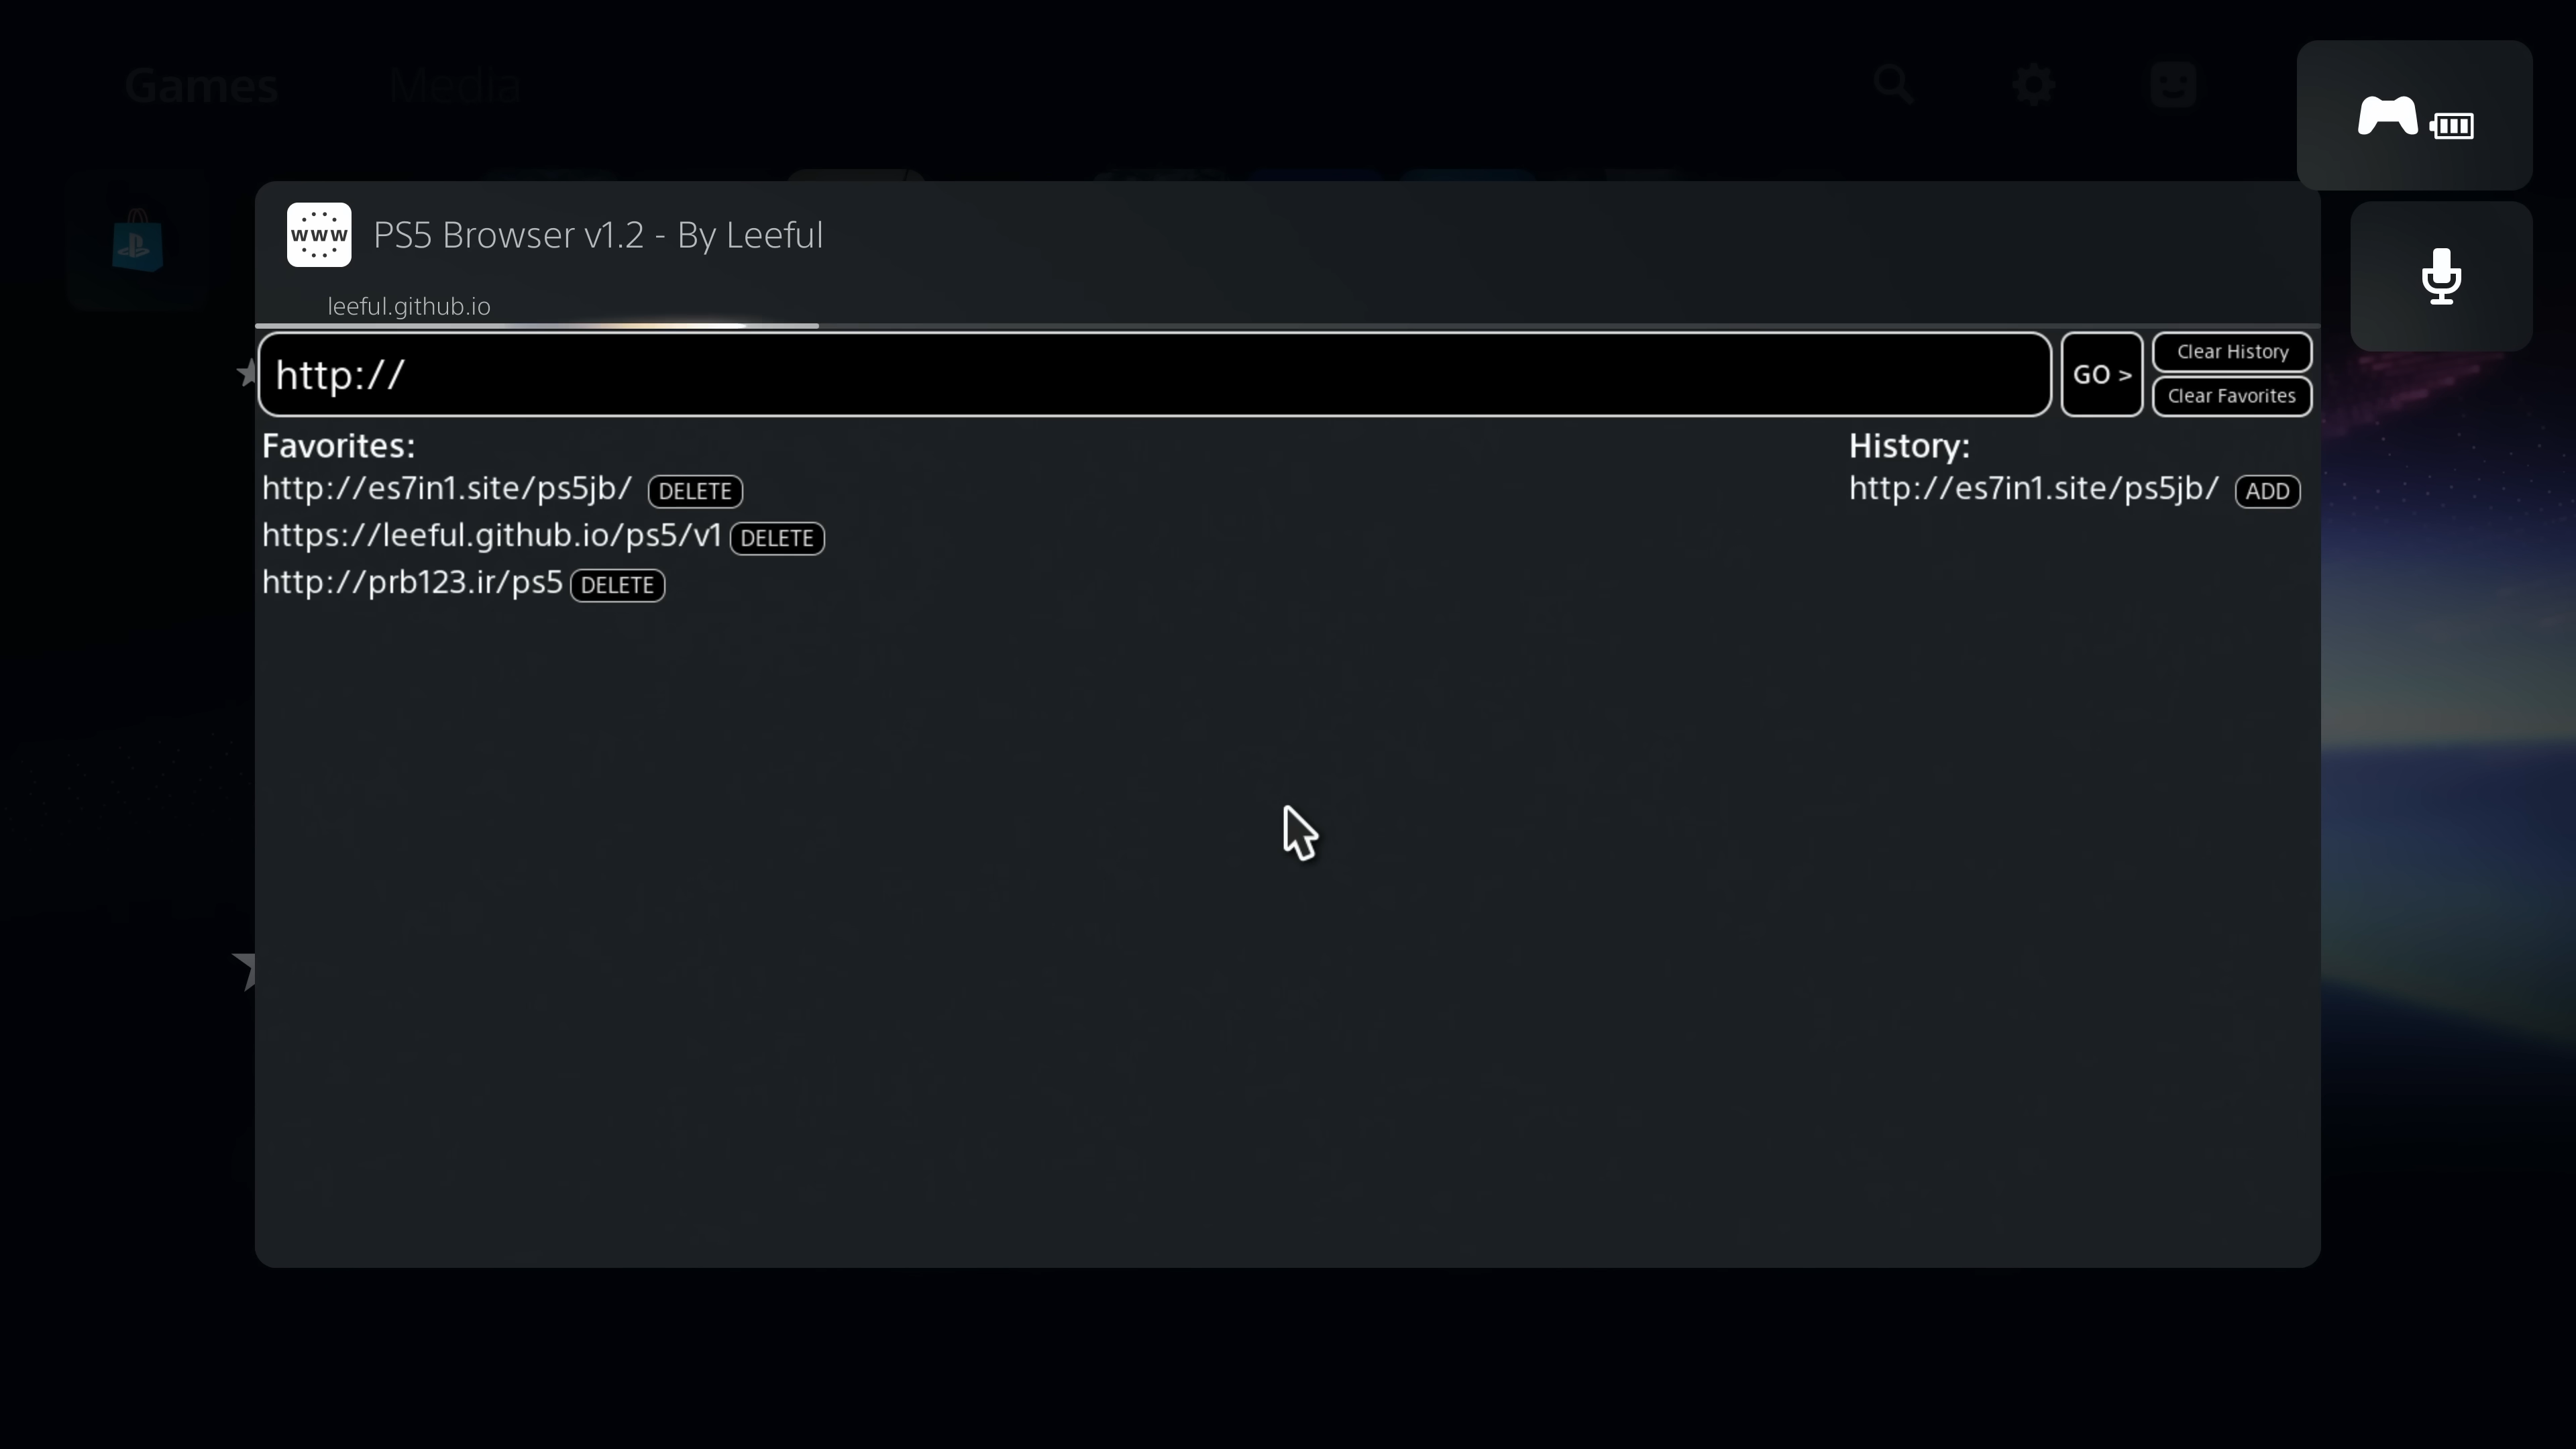 Games Media
www PS5 Browser v1.2 - By Leeful
leeful.github.io
http://
GO >
Clear History
Clear Favorites
Favorites:
http://es7in1.site/ps5jb/ DELETE
https://leeful.github.io/ps5/v1 DELETE
http://prb123.ir/ps5 DELETE
History:
http://es7in1.site/ps5jb/ ADD